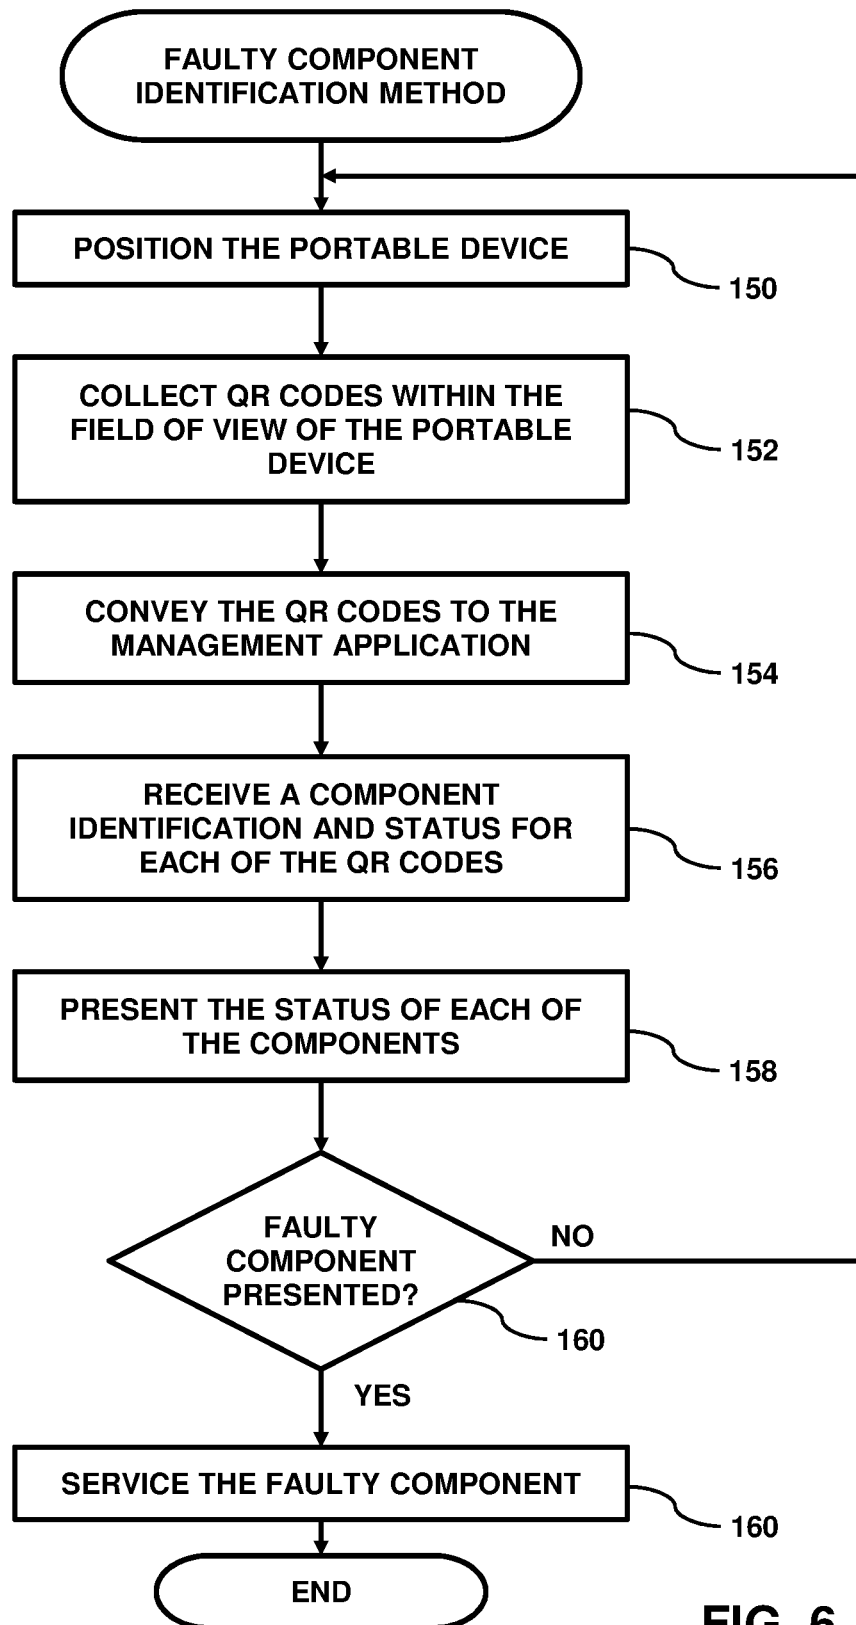 FAULTY COMPONENT
IDENTIFICATION METHOD
POSITION THE PORTABLE DEVICE
150
COLLECT QR CODES WITHIN THE
FIELD OF VIEW OF THE PORTABLE
DEVICE
152
CONVEY THE QR CODES TO THE
MANAGEMENT APPLICATION
154
RECEIVE A COMPONENT
IDENTIFICATION AND STATUS FOR
EACH OF THE QR CODES
156
PRESENT THE STATUS OF EACH OF
THE COMPONENTS
158
FAULTY
COMPONENT
PRESENTED?
NO
160
YES
SERVICE THE FAULTY COMPONENT
160
END
FIG. 6